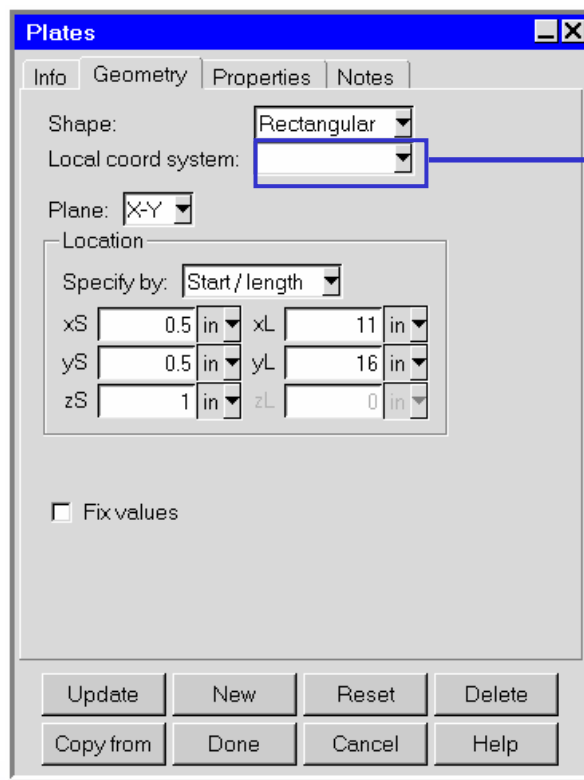 Plates
Info Geometry Properties Notes
Shape: Rectangular
Local coord system:
Plane: X-Y
Location
Specify by: Start / length
xS 0.5 in xL 11 in
yS 0.5 in yL 16 in
zS 1 in zL 0 in
Fix values
Update New Reset Delete
Copy from Done Cancel Help